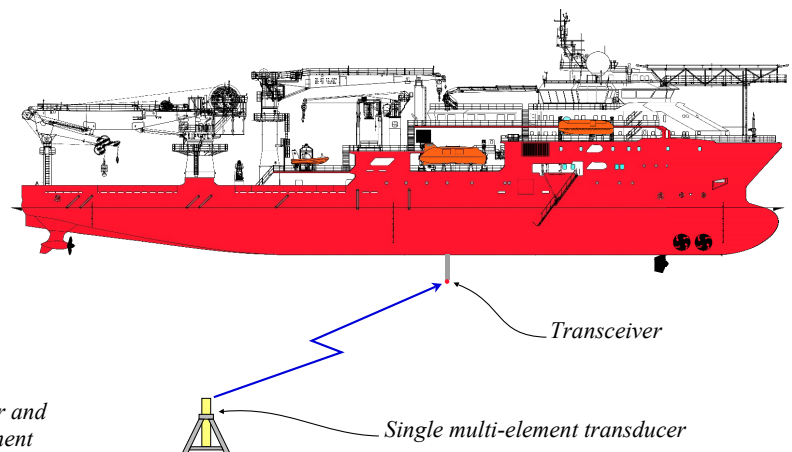 Transceiver
r and
Single multi-element transducer
nent